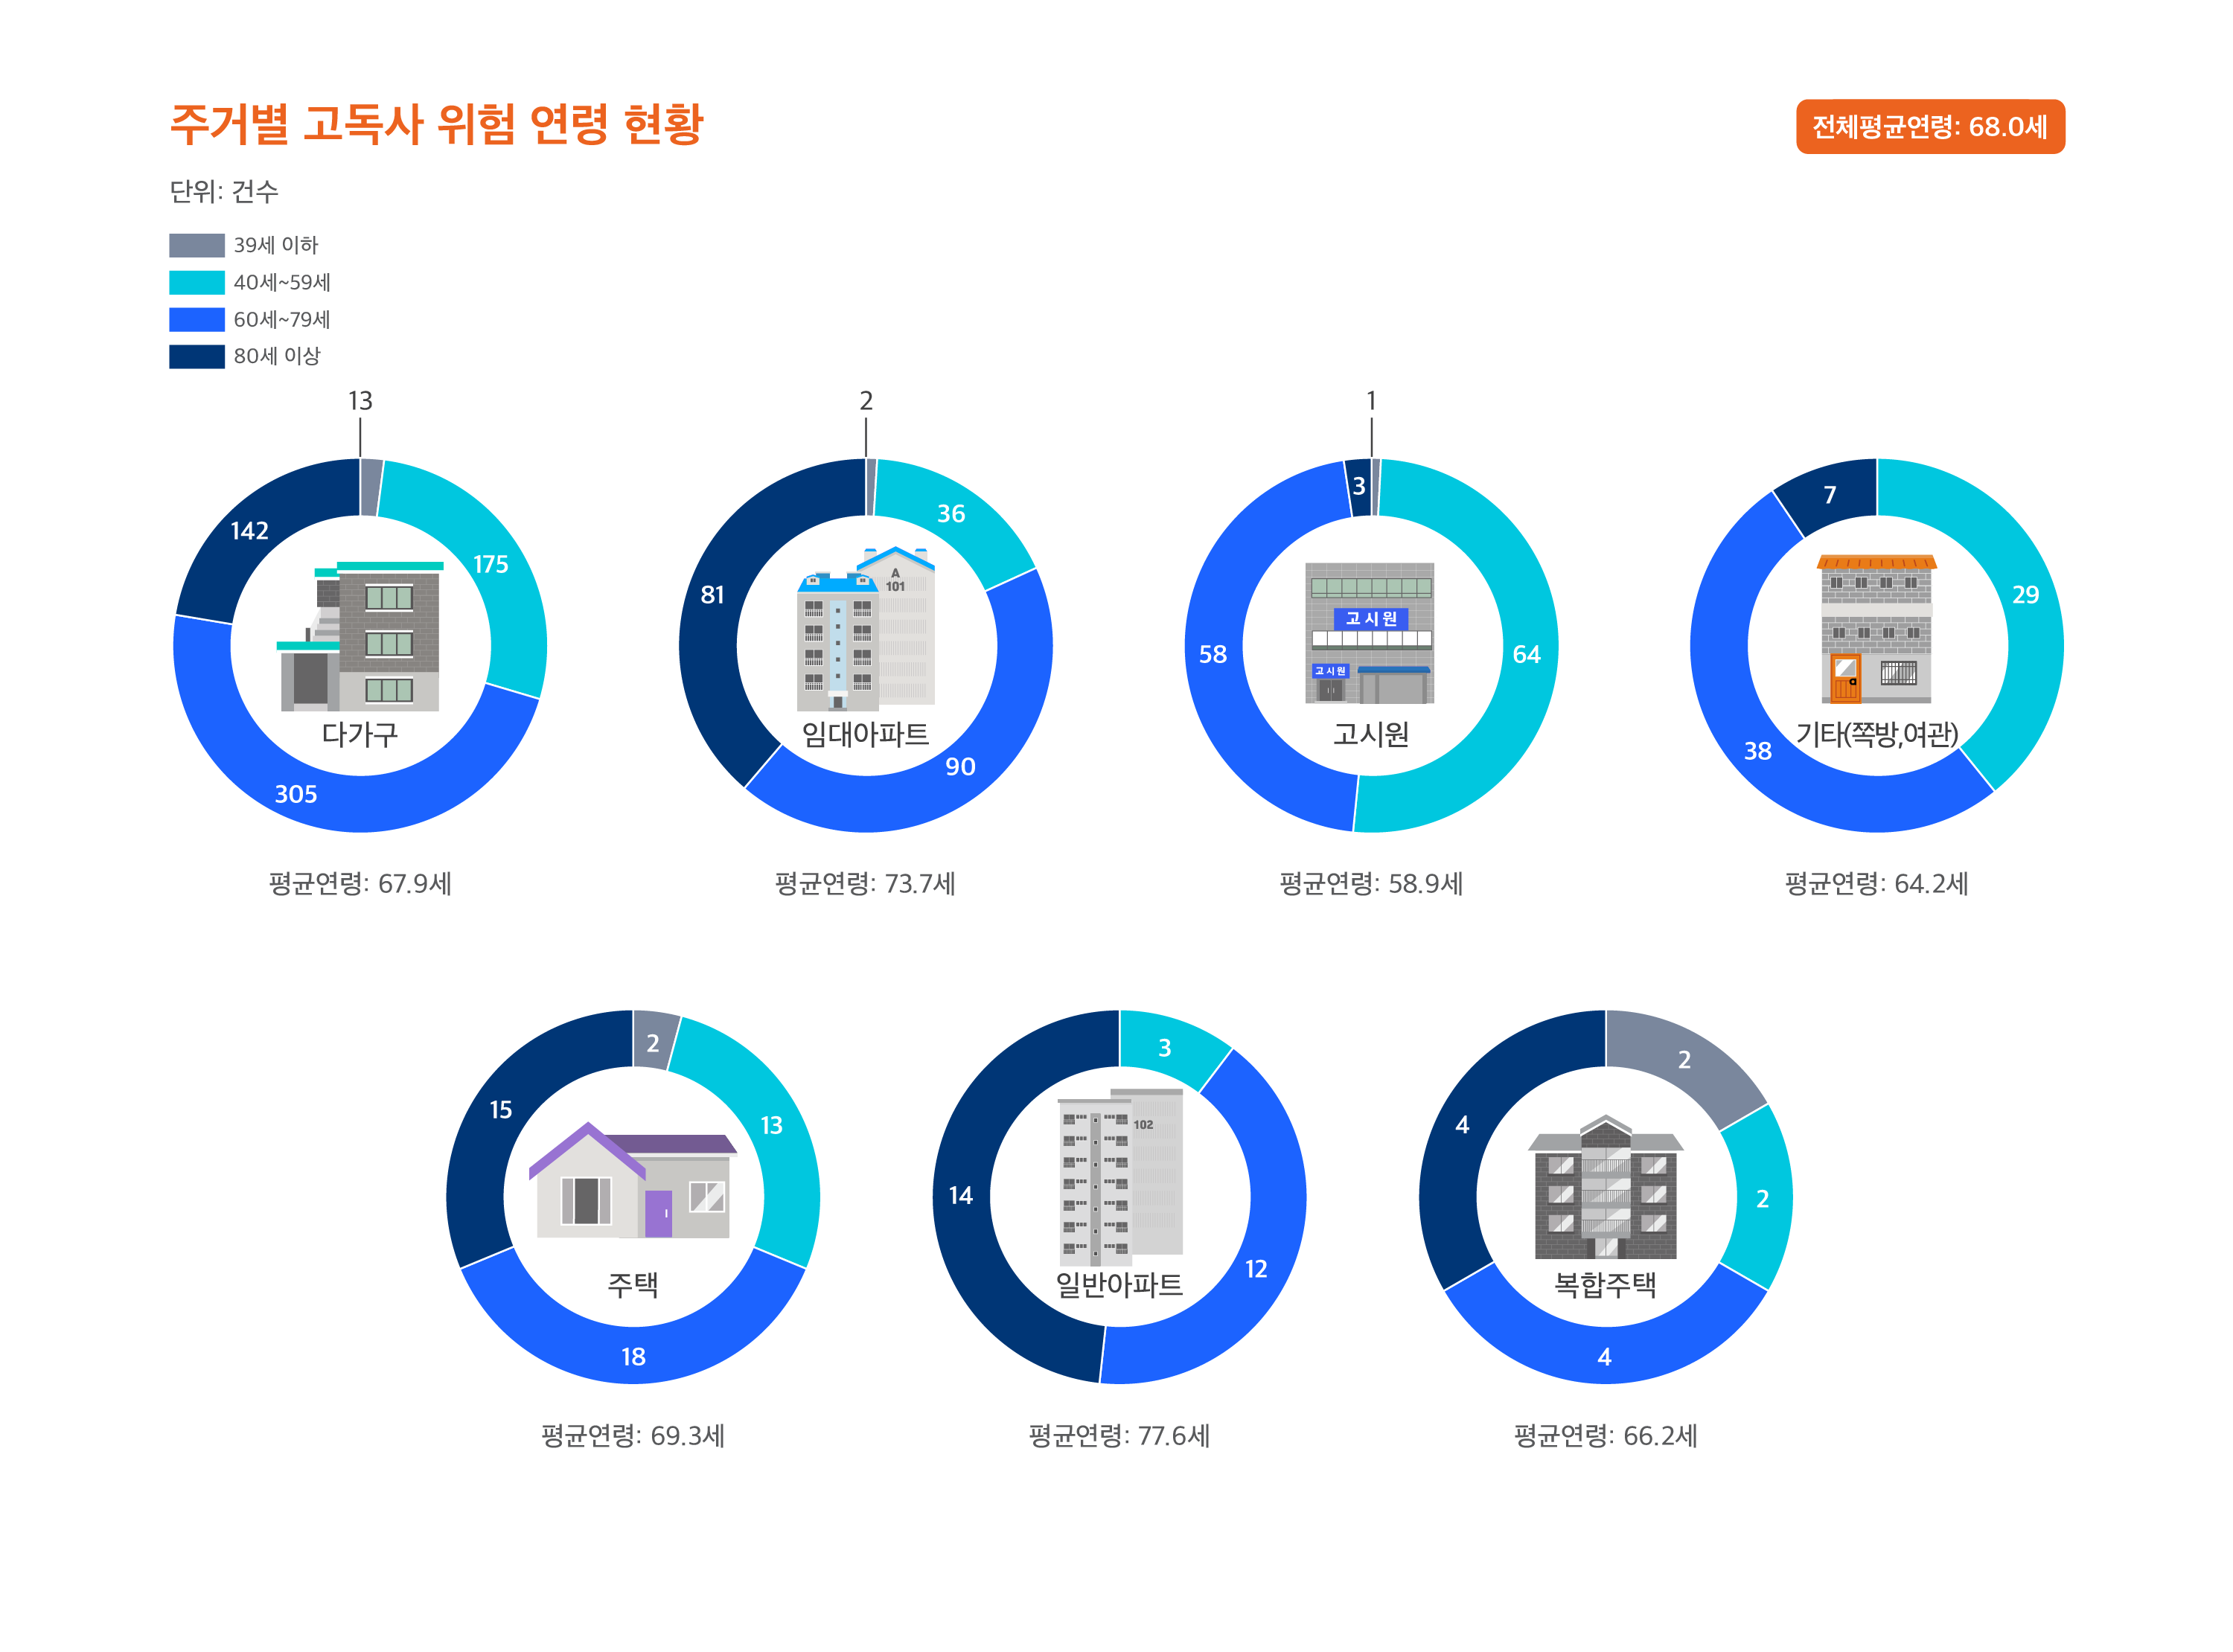 주거별 고독사 위험 연령 현황
전체평균연령: 68.0세
단위: 건수
39세 이하
40세~59세
60세~79세
80세 이상
13
142
175
305
다가구
평균연령: 67.9세
2
36
81
90
A
101
임대아파트
평균연령: 73.7세
1
3
58
64
고시원
고시원
고시원
평균연령: 58.9세
7
29
38
기타(쪽방,여관)
평균연령: 64.2세
2
15
13
18
주택
평균연령: 69.3세
3
14
12
102
일반아파트
평균연령: 77.6세
2
4
2
4
복합주택
평균연령: 66.2세